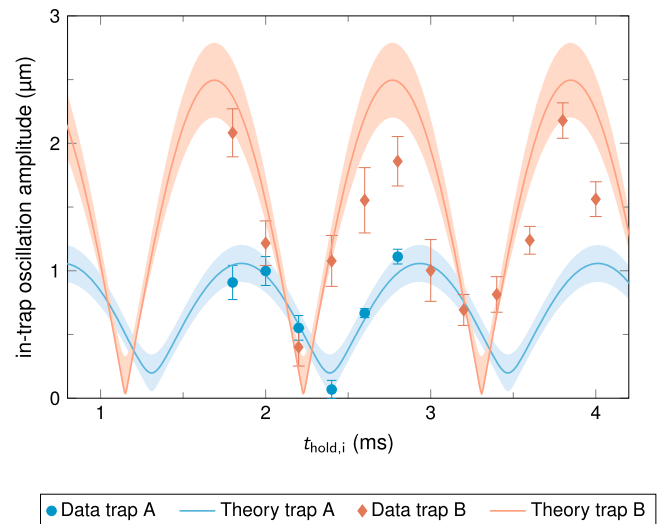 3
2
1
0
in-trap oscillation amplitude (µm)
1 2 3 4
t_hold,i (ms)
Data trap A Theory trap A Data trap B Theory trap B